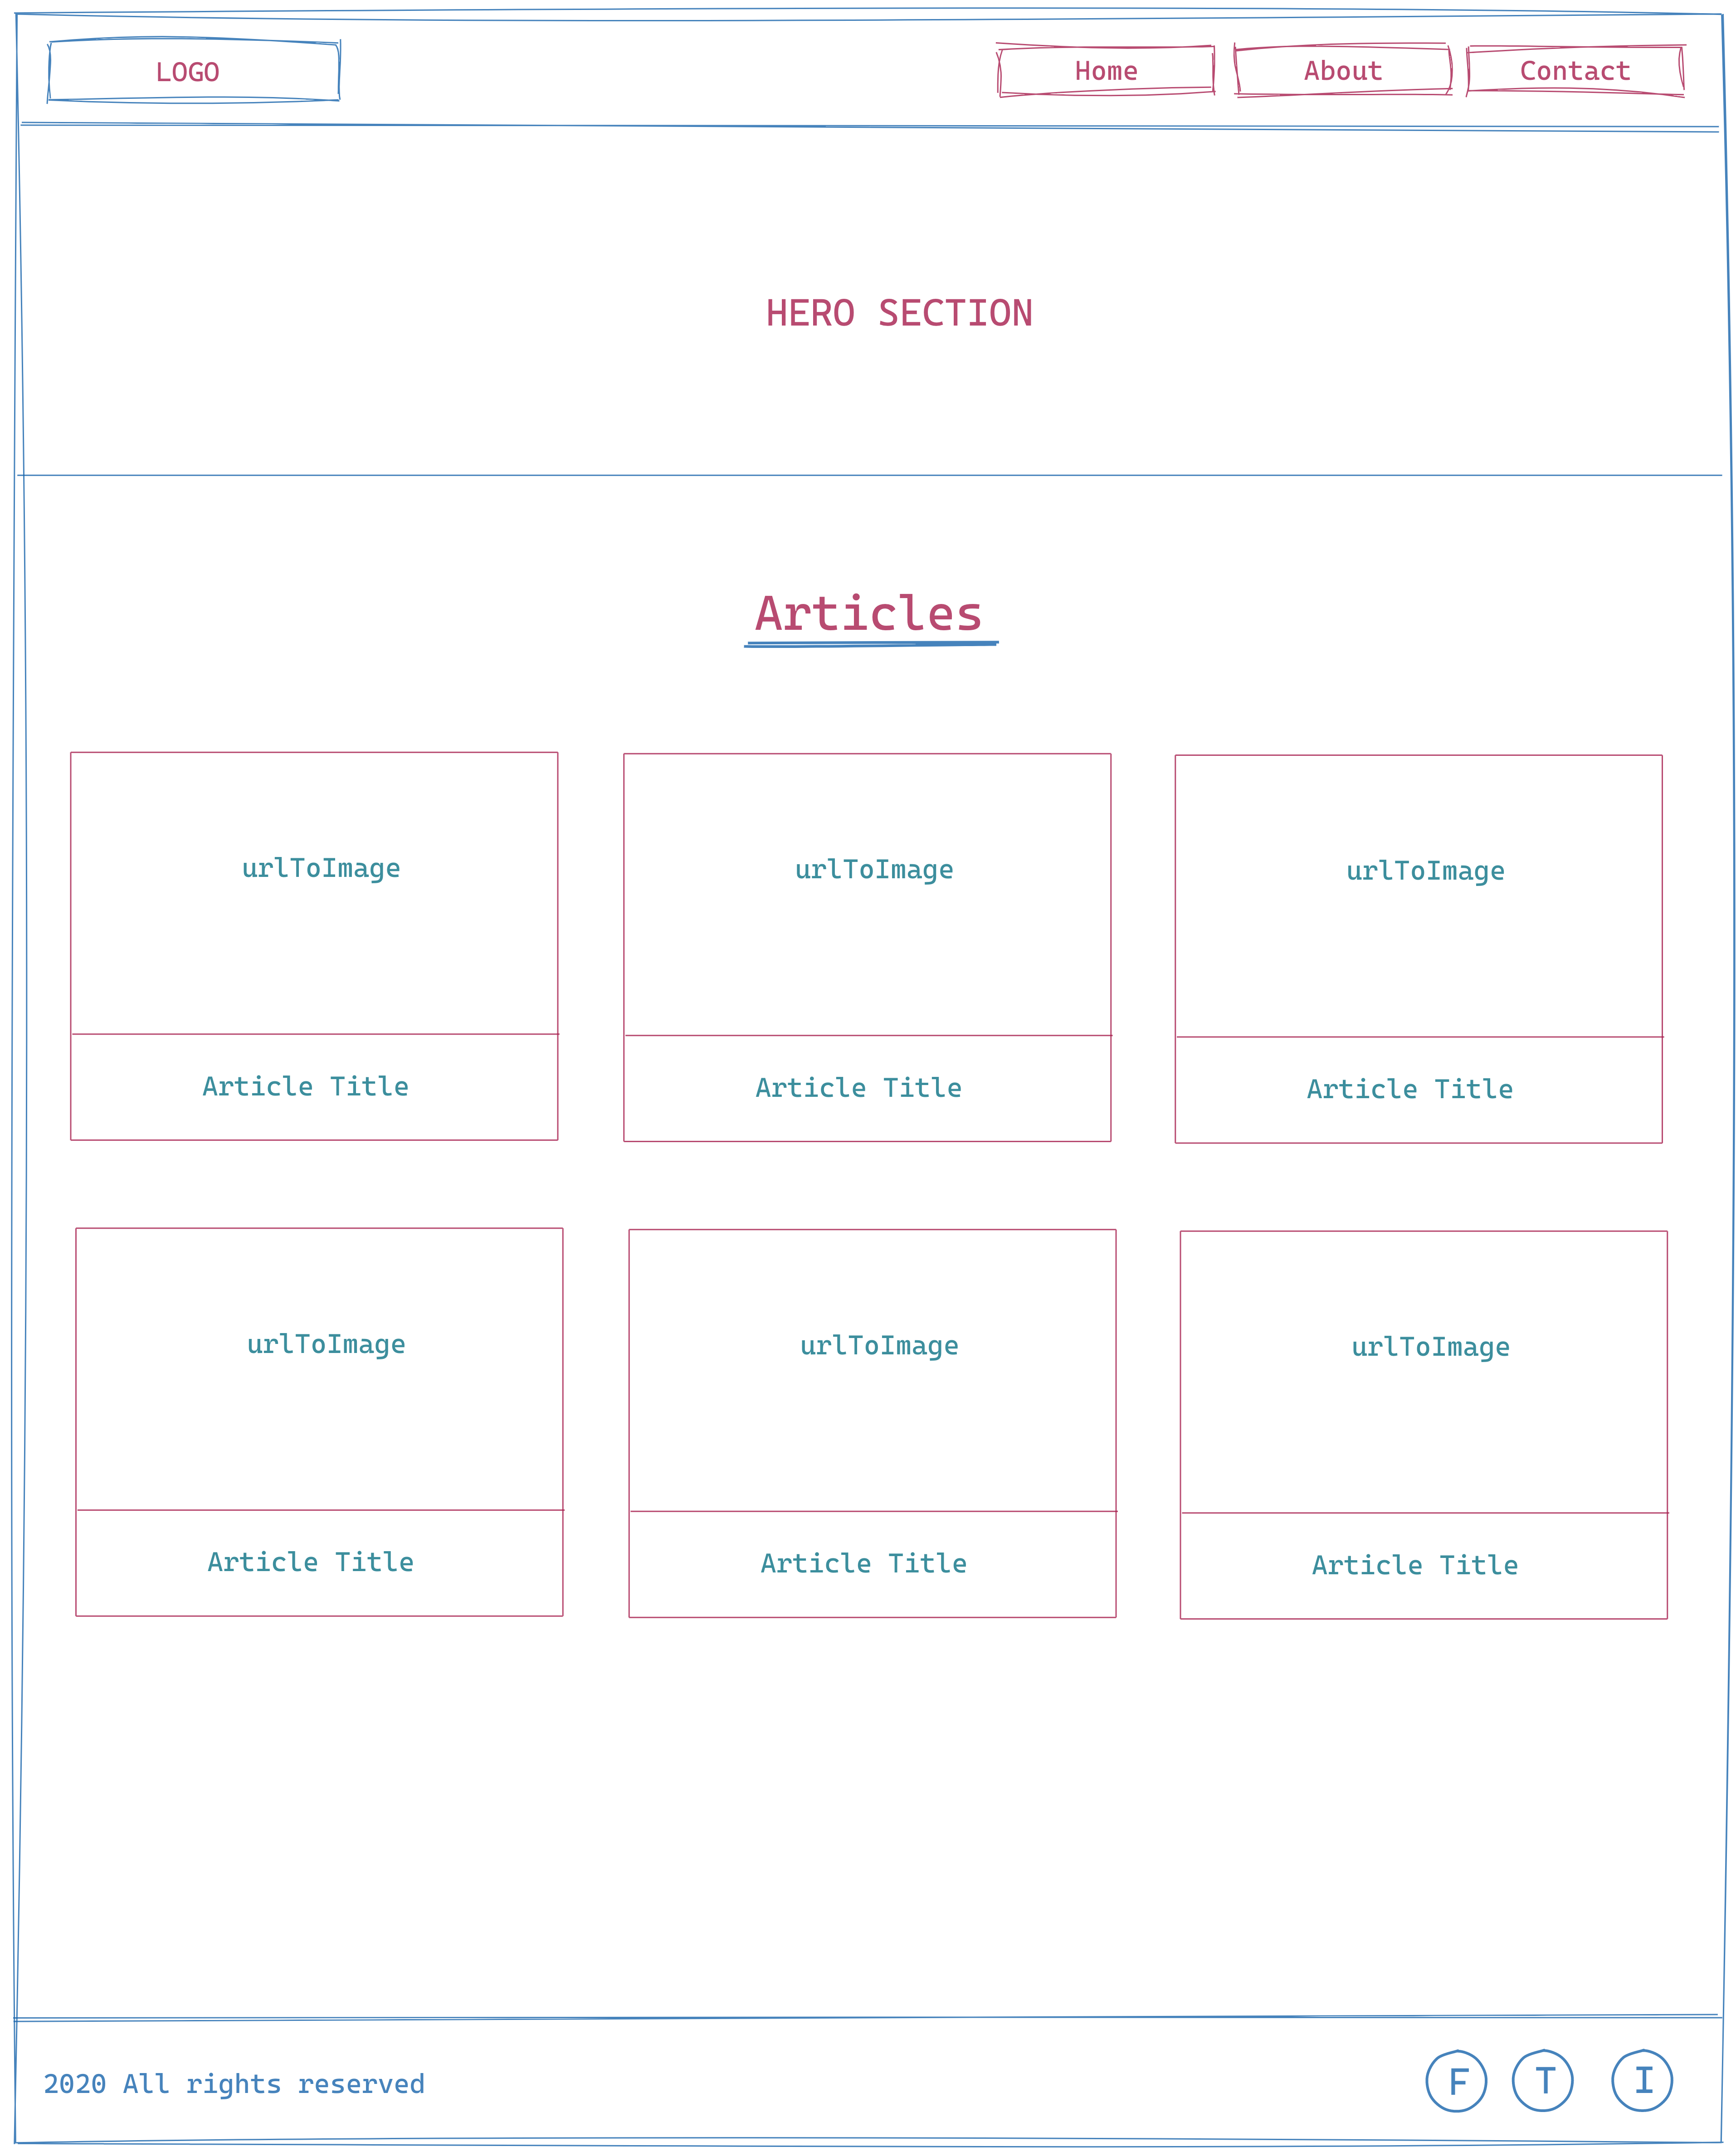 LOGO
Home
About
Contact
HERO SECTION
Articles
urlToImage
urlToImage
urlToImage
Article Title
Article Title
Article Title
urlToImage
urlToImage
urlToImage
Article Title
Article Title
Article Title
2020 All rights reserved
F
T
I